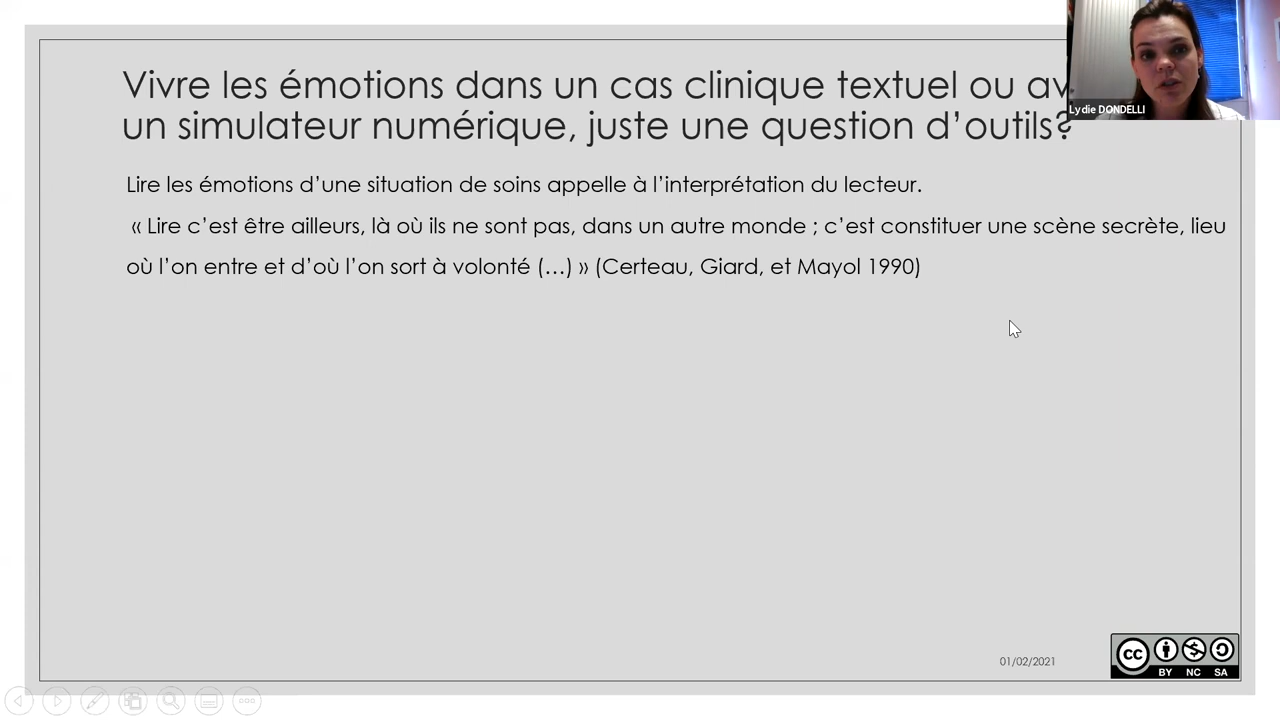 Vivre les émotions dans un cas clinique textuel ou av
un simulateur numérique, juste une question d’outils?
Lydie DONDELLI
Lire les émotions d’une situation de soins appelle à l’interprétation du lecteur.
« Lire c’est être ailleurs, là où ils ne sont pas, dans un autre monde ; c’est constituer une scène secrète, lieu
où l’on entre et d’où l’on sort à volonté (…) » (Certeau, Giard, et Mayol 1990)
01/02/2021
cc
BY NC SA